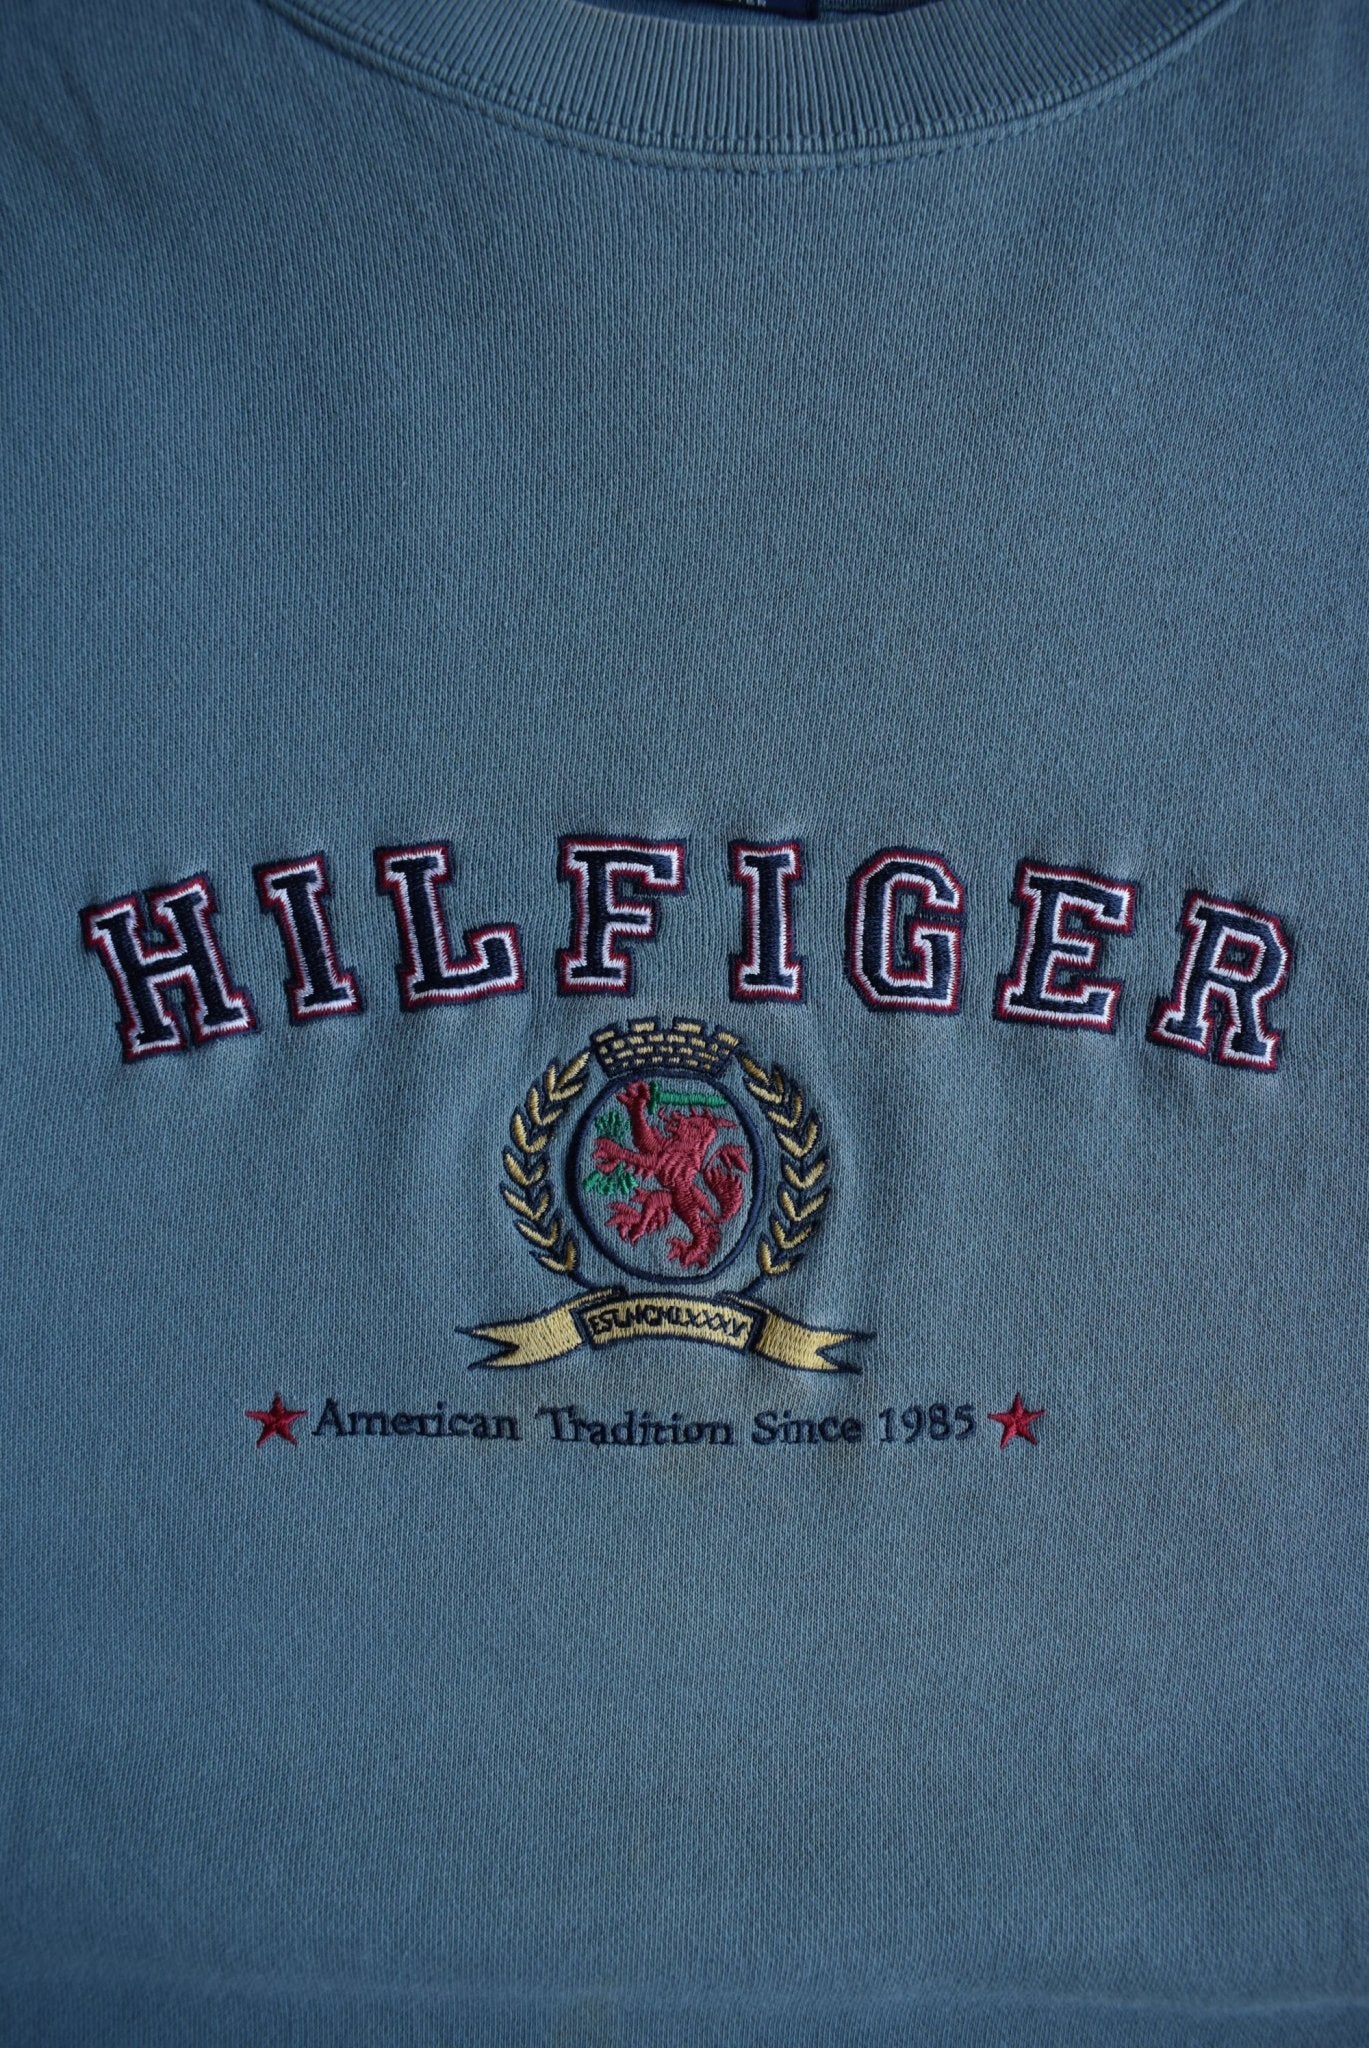 HILFIGER
EST. MCMLXXXV
American Tradition Since 1985